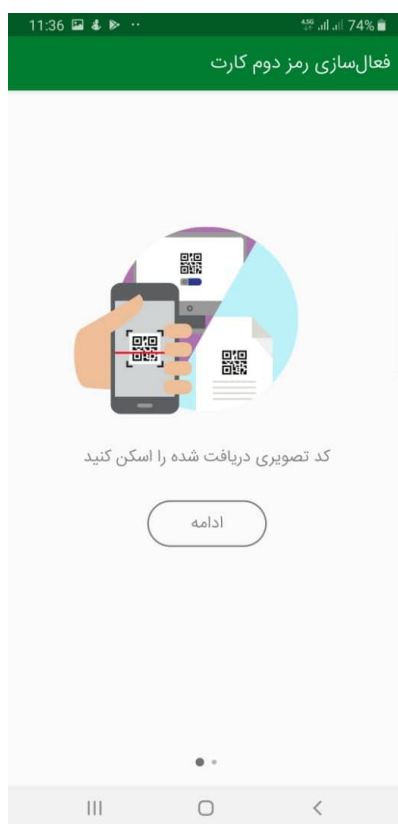 11:36
74%
فعال‌سازی رمز دوم کارت
کد تصویری دریافت شده را اسکن کنید
ادامه